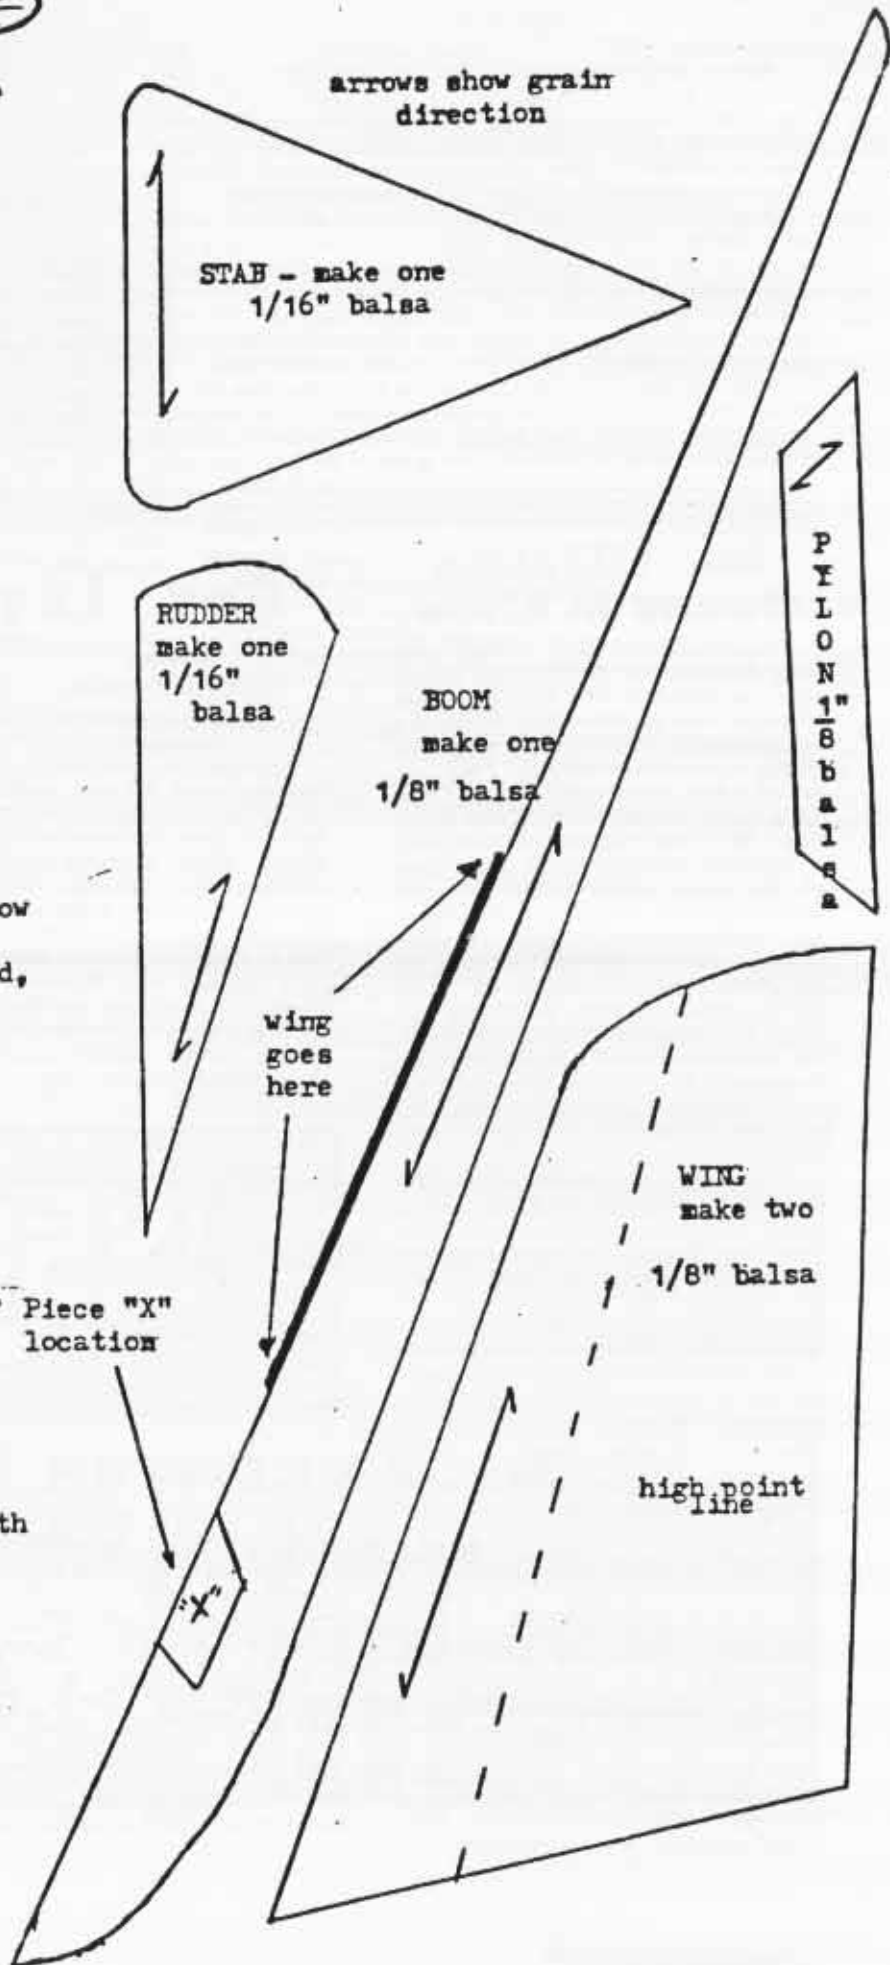 arrows show grain
direction
STAB - make one
1/16" balsa
RUDDER
make one
1/16"
balsa
BOOM
make one
1/8" balsa
P
Y
L
O
N
1"
8
b
a
l
s
a
ow
d,
wing
goes
here
WING
make two
1/8" balsa
Piece "X"
location
high point
line
th
"X"